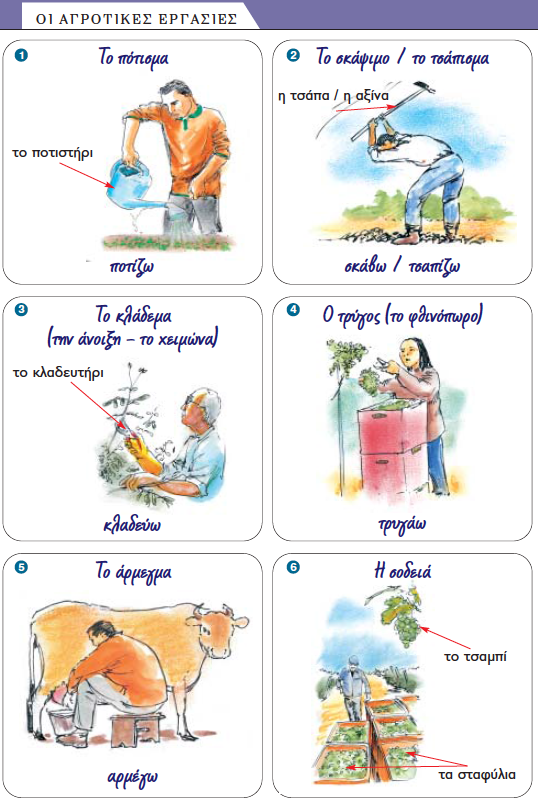 ΟΙ ΑΓΡΟΤΙΚΕΣ ΕΡΓΑΣΙΕΣ
1
Το πότισμα
το ποτιστήρι
ποτίζω
2
Το σκάψιμο / το τσάπισμα
η τσάπα / η αξίνα
σκάβω / τσαπίζω
3
Το κλάδεμα
(την άνοιξη – το χειμώνα)
το κλαδευτήρι
κλαδεύω
4
Ο τρύγος (το φθινόπωρο)
τρυγάω
5
Το άρμεγμα
αρμέγω
6
Η σοδειά
το τσαμπί
τα σταφύλια